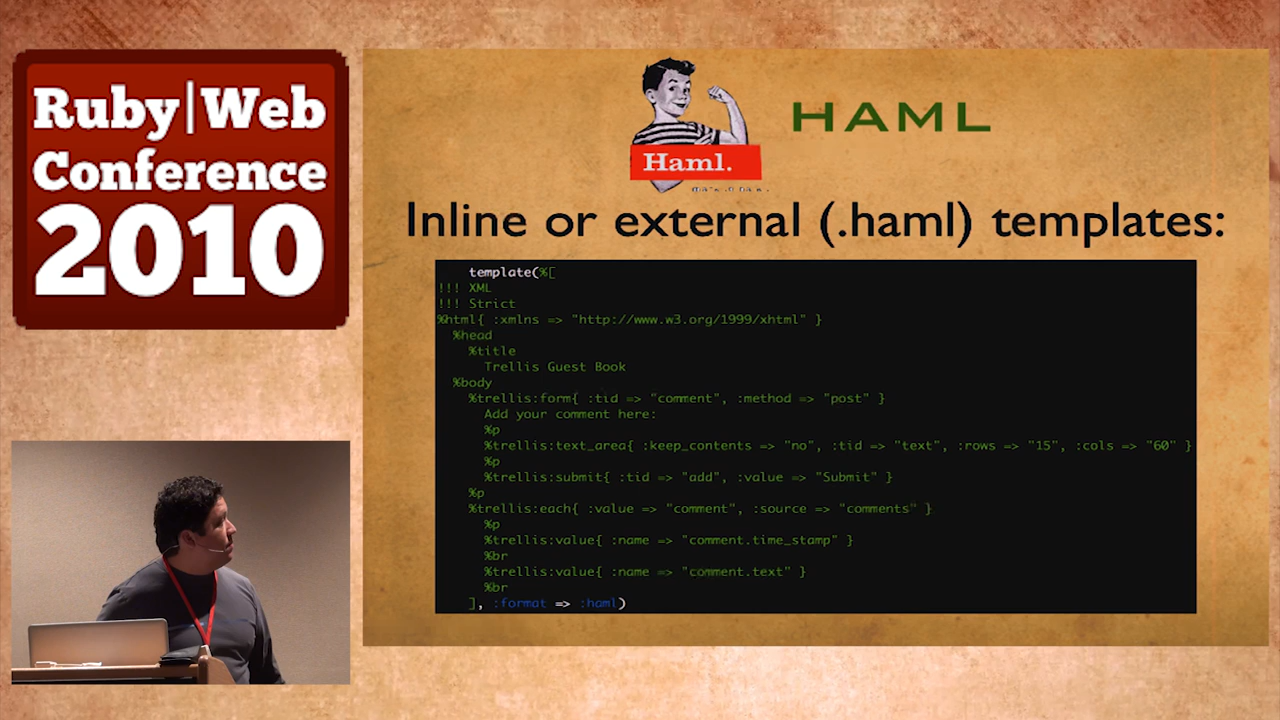 Ruby|Web
Conference
2010
Haml.
HAML
Inline or external (.haml) templates:
template(%[
!!! XML
!!! Strict
%html{ :xmlns => "http://www.w3.org/1999/xhtml" }
%head
%title
Trellis Guest Book
%body
%trellis:form{ :tid => "comment", :method => "post" }
Add your comment here:
%p
%trellis:text_area{ :keep_contents => "no", :tid => "text", :rows => "15", :cols => "60" }
%p
%trellis:submit{ :tid => "add", :value => "Submit" }
%p
%trellis:each{ :value => "comment", :source => "comments" }
%p
%trellis:value{ :name => "comment.time_stamp" }
%br
%trellis:value{ :name => "comment.text" }
%br
], :format => :haml)